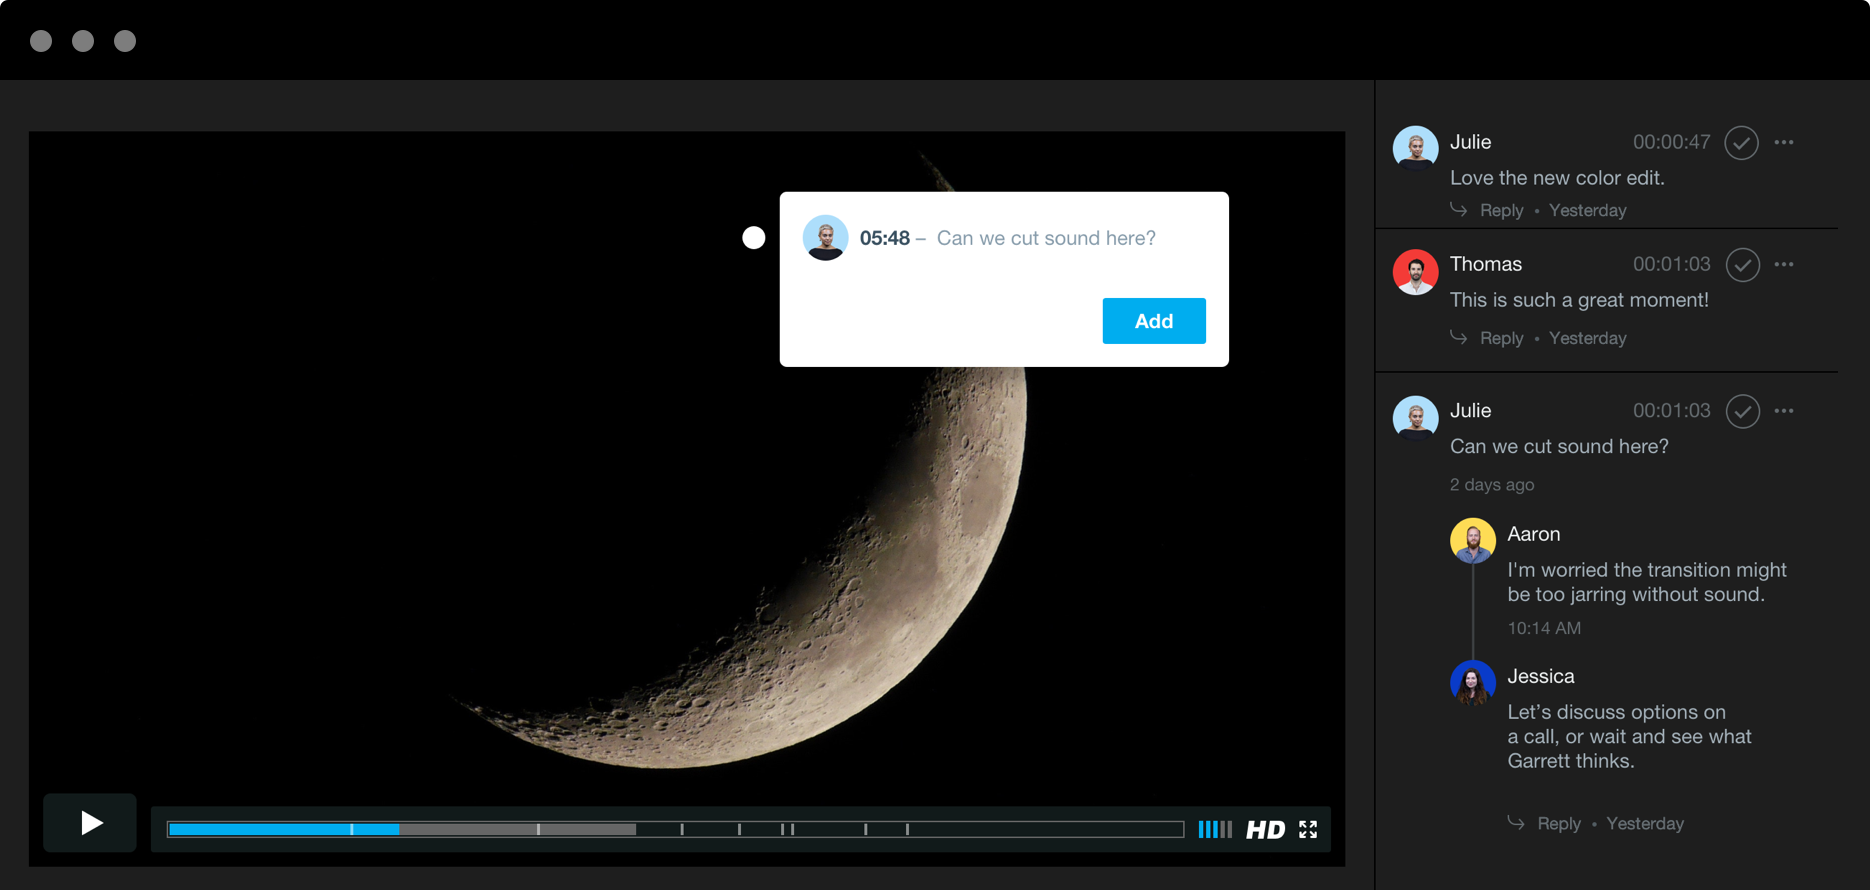 05:48 – Can we cut sound here?
Add
HD
Julie 00:00:47
Love the new color edit.
Reply • Yesterday
Thomas 00:01:03
This is such a great moment!
Reply • Yesterday
Julie 00:01:03
Can we cut sound here?
2 days ago
Aaron
I'm worried the transition might
be too jarring without sound.
10:14 AM
Jessica
Let’s discuss options on
a call, or wait and see what
Garrett thinks.
Reply • Yesterday